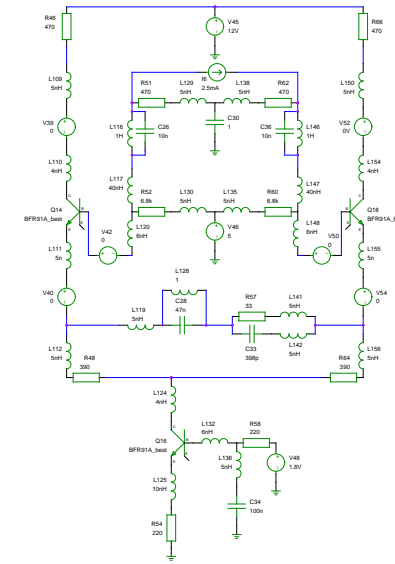 R46
470
V45
12V
R66
470
L109
5nH
R51
470
L129
5nH
I6
2.5mA
L138
5nH
R62
470
L150
5nH
V39
0
L116
1H
C26
10n
C30
1
C36
10n
L146
1H
V52
0V
L110
4nH
L117
40nH
L147
40nH
L154
4nH
Q14
BFR91A_best
R52
6.8k
L130
5nH
L135
5nH
R60
6.8k
Q18
BFR91A_t
L111
5n
V42
0
L120
6nH
V46
5
L148
6nH
V50
0
L155
5n
V40
0
L128
1
C28
47n
R57
33
L141
5nH
V54
0
L119
5nH
C33
398p
L142
5nH
L112
5nH
R48
390
R64
390
L156
5nH
L124
4nH
Q16
BFR91A_best
L132
6nH
R58
220
L136
5nH
V48
1.8V
L125
10nH
C34
100n
R54
220